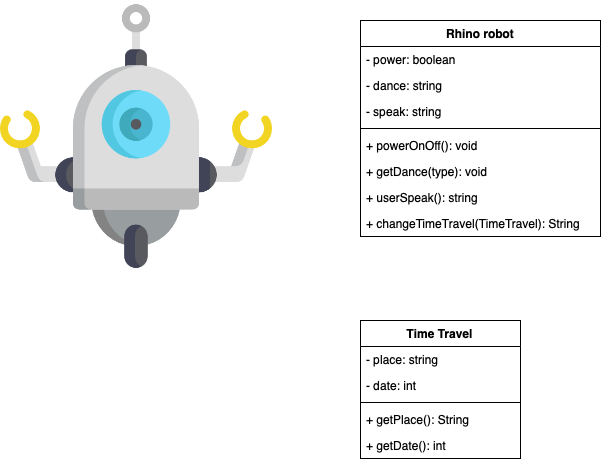 Rhino robot
- power: boolean
- dance: string
- speak: string
+ powerOnOff(): void
+ getDance(type): void
+ userSpeak(): string
+ changeTimeTravel(TimeTravel): String
Time Travel
- place: string
- date: int
+ getPlace(): String
+ getDate(): int